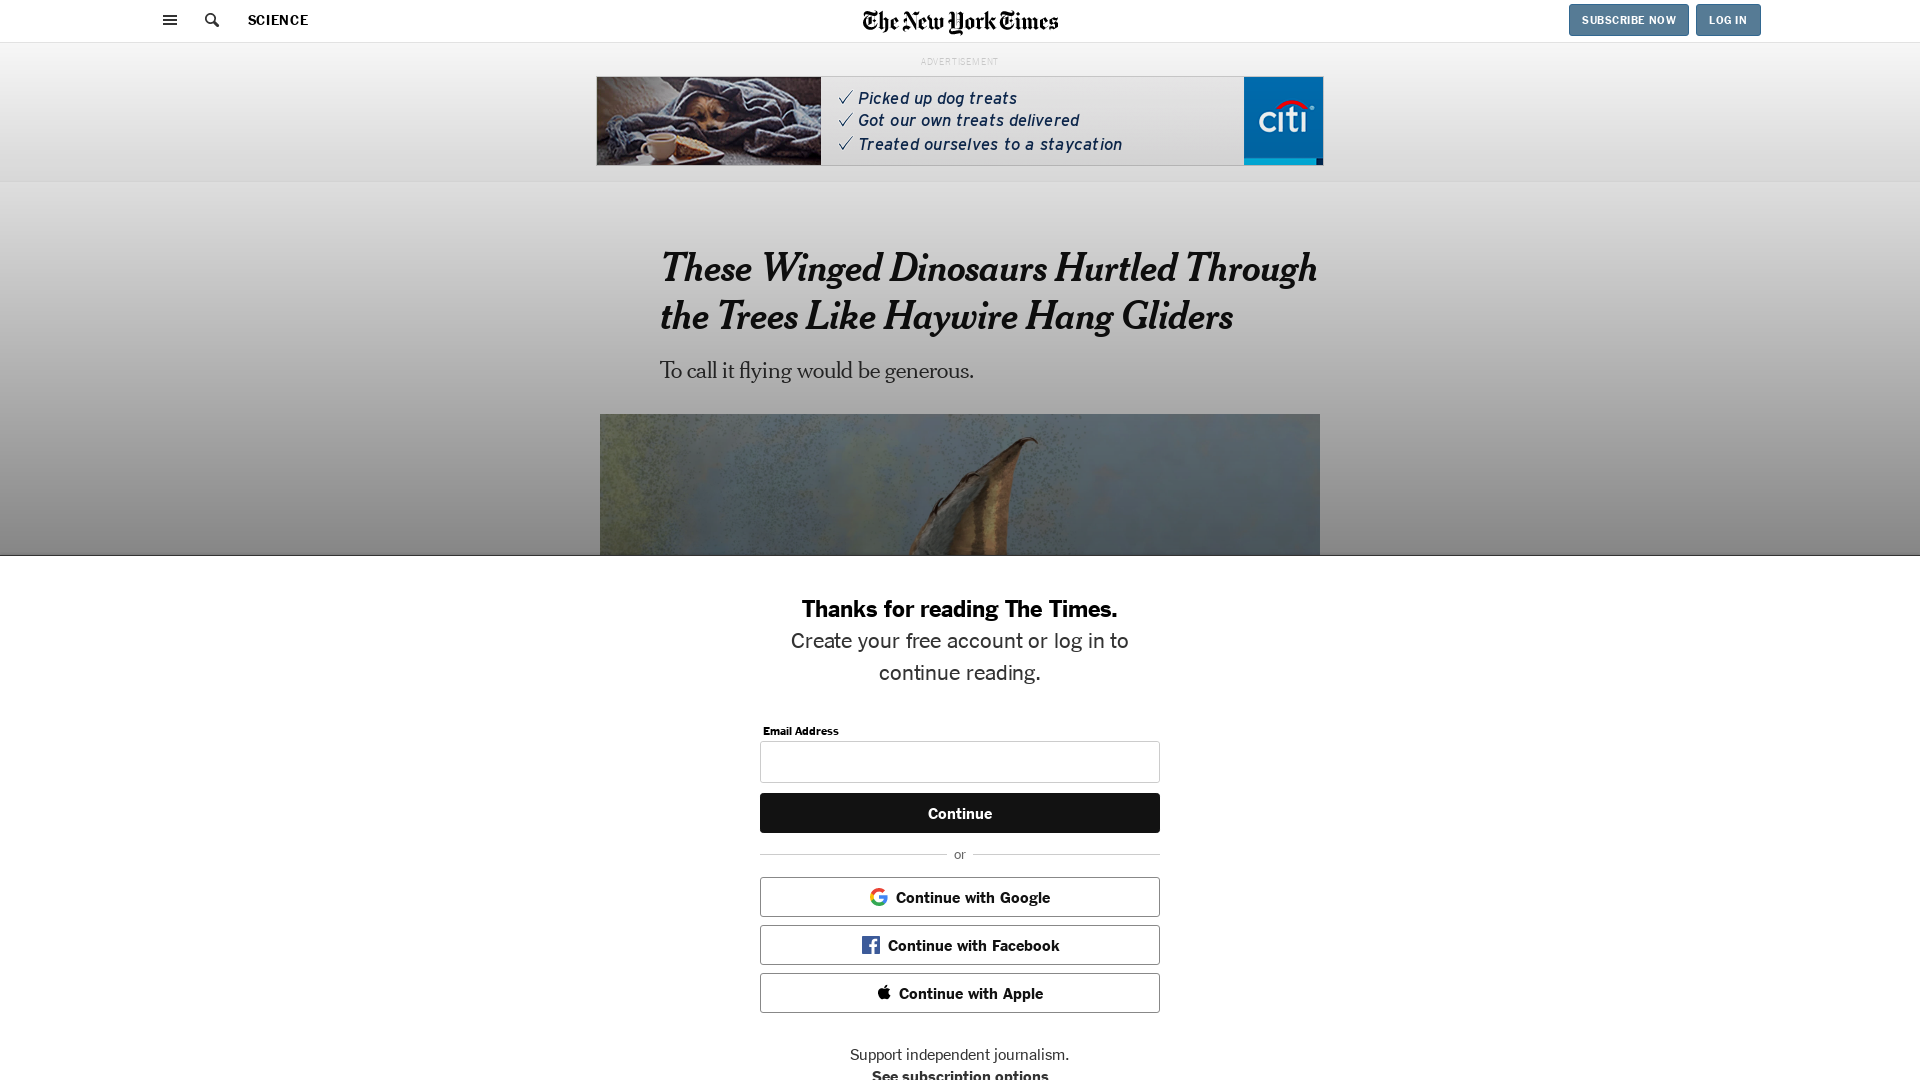 SCIENCE
The New York Times
SUBSCRIBE NOW
LOG IN
ADVERTISEMENT
✓ Picked up dog treats
✓ Got our own treats delivered
✓ Treated ourselves to a staycation
citi®
These Winged Dinosaurs Hurtled Through
the Trees Like Haywire Hang Gliders
To call it flying would be generous.
Thanks for reading The Times.
Create your free account or log in to
continue reading.
Email Address
Continue
or
Continue with Google
Continue with Facebook
Continue with Apple
Support independent journalism.
See subscription options